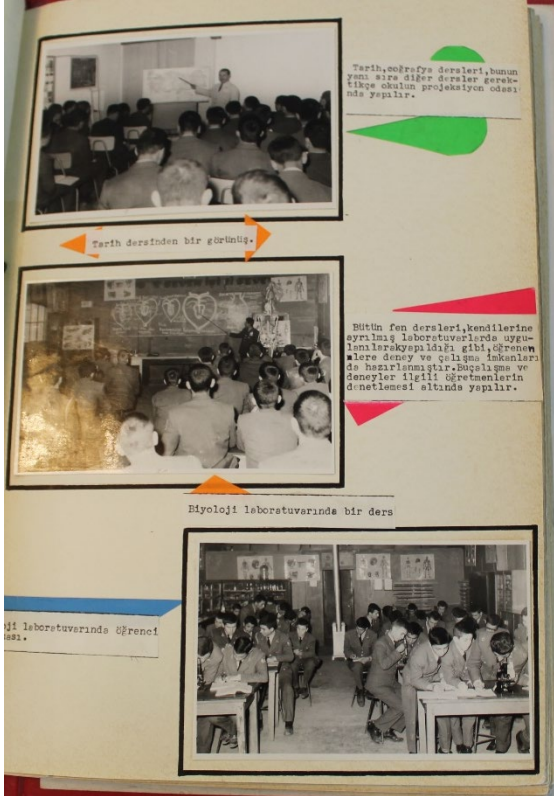 Tarih,coğrafya dersleri,bunun
yanı sıra diğer dersler gerek-
tikçe okulun projeksiyon odası
nda yapılır.
Tarih dersinden bir görünüş.
Bütün fen dersleri,kendilerine
ayrılmış laboratuvarlarda uygu-
lanılarakyapıldığı gibi,öğrenen
lere deney ve çalışma imkanları
da hazırlanmıştır.Buçalışma ve
deneyler ilgili öğretmenlerin
denetlemesi altında yapılır.
Biyoloji laboratuvarında bir ders
oji laboratuvarında öğrenci